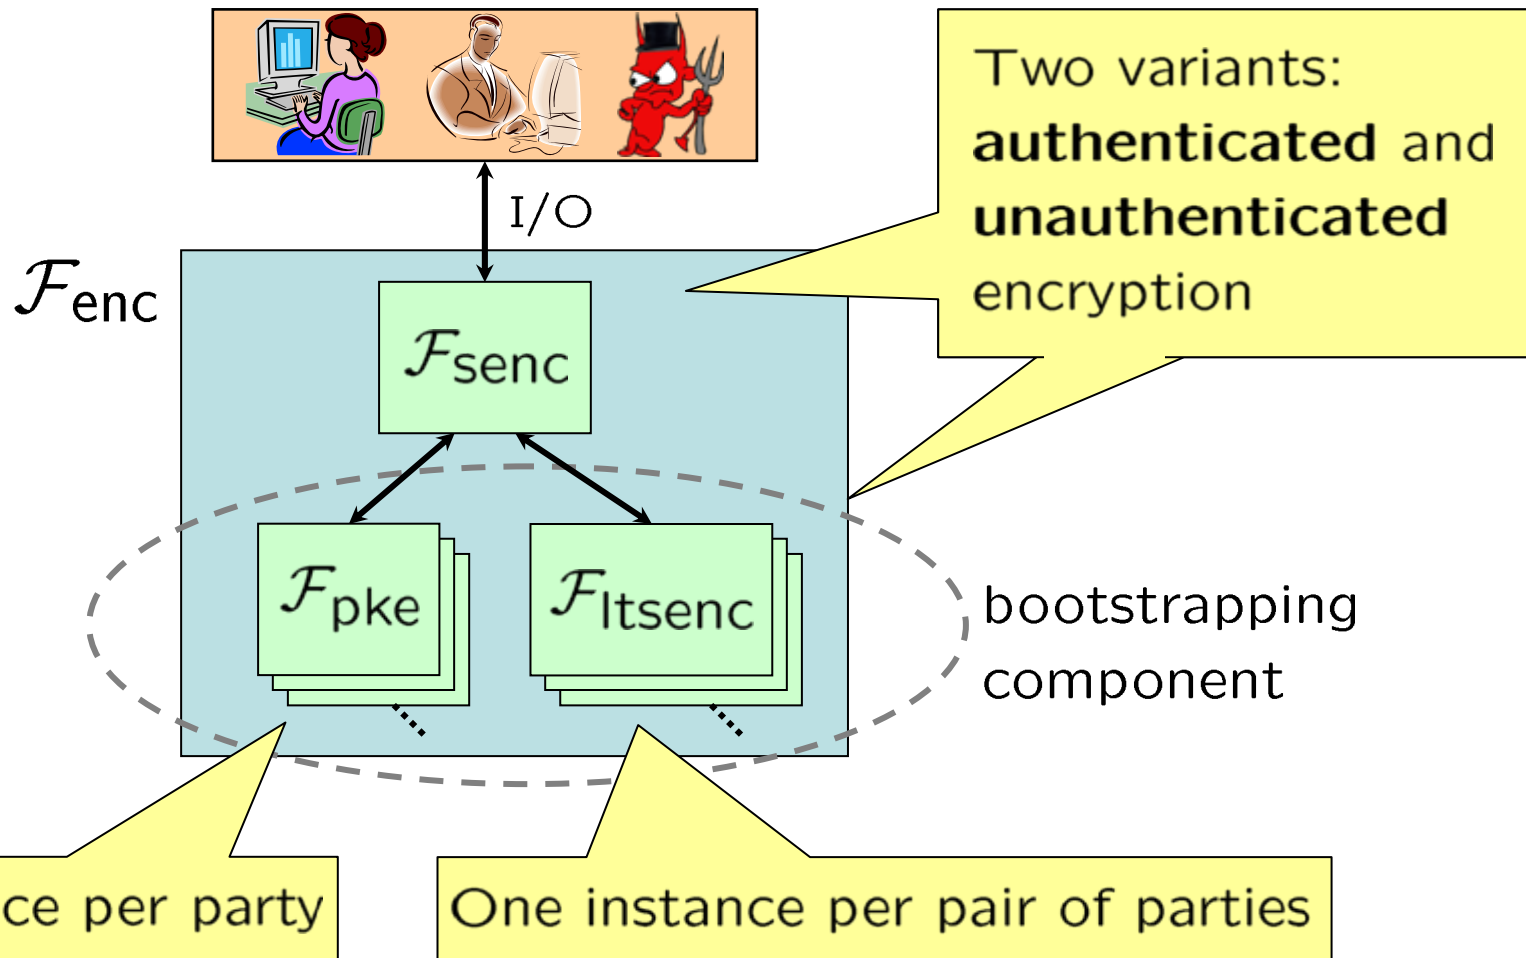 Two variants:
authenticated and
unauthenticated
encryption
I/O
ℱenc
ℱsenc
ℱpke
ℱltsenc
bootstrapping
component
ce per party
One instance per pair of parties